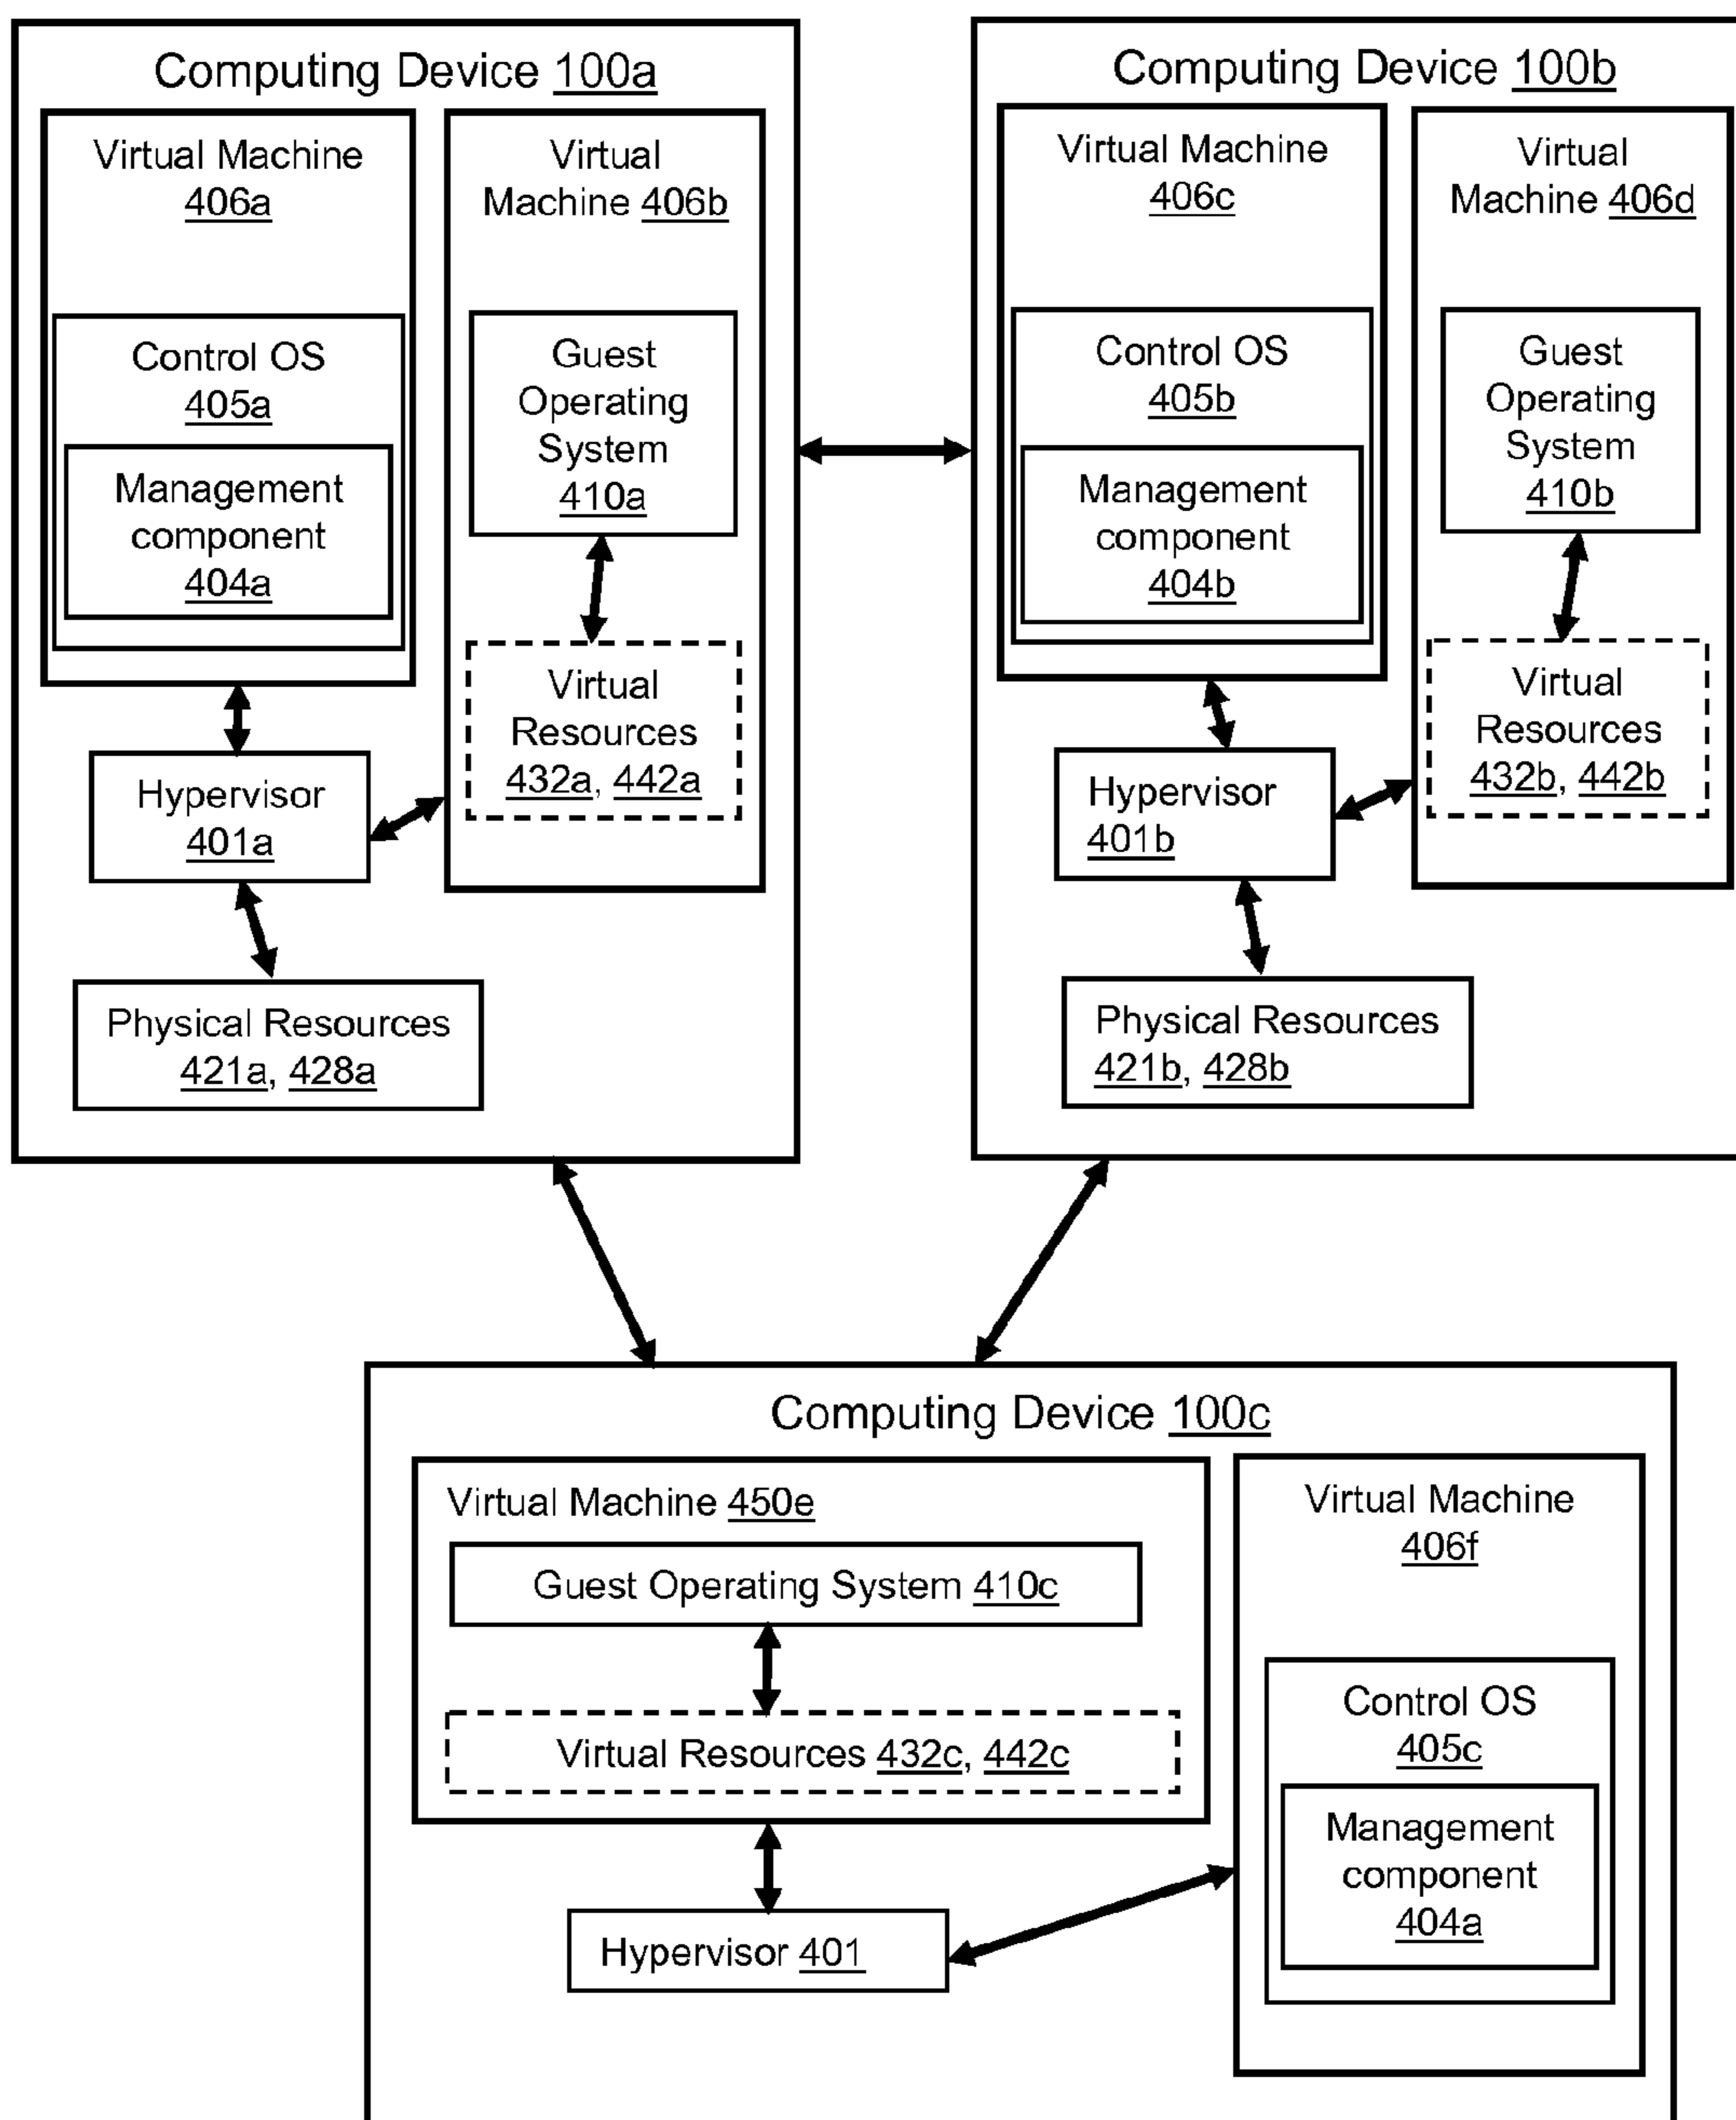 Computing Device 100a
Virtual Machine
406a
Control OS
405a
Management
component
404a
Virtual
Machine 406b
Guest
Operating
System
410a
Virtual
Resources
432a, 442a
Hypervisor
401a
Physical Resources
421a, 428a
Computing Device 100b
Virtual Machine
406c
Control OS
405b
Management
component
404b
Virtual
Machine 406d
Guest
Operating
System
410b
Virtual
Resources
432b, 442b
Hypervisor
401b
Physical Resources
421b, 428b
Computing Device 100c
Virtual Machine 450e
Guest Operating System 410c
Virtual Resources 432c, 442c
Hypervisor 401
Virtual Machine
406f
Control OS
405c
Management
component
404a